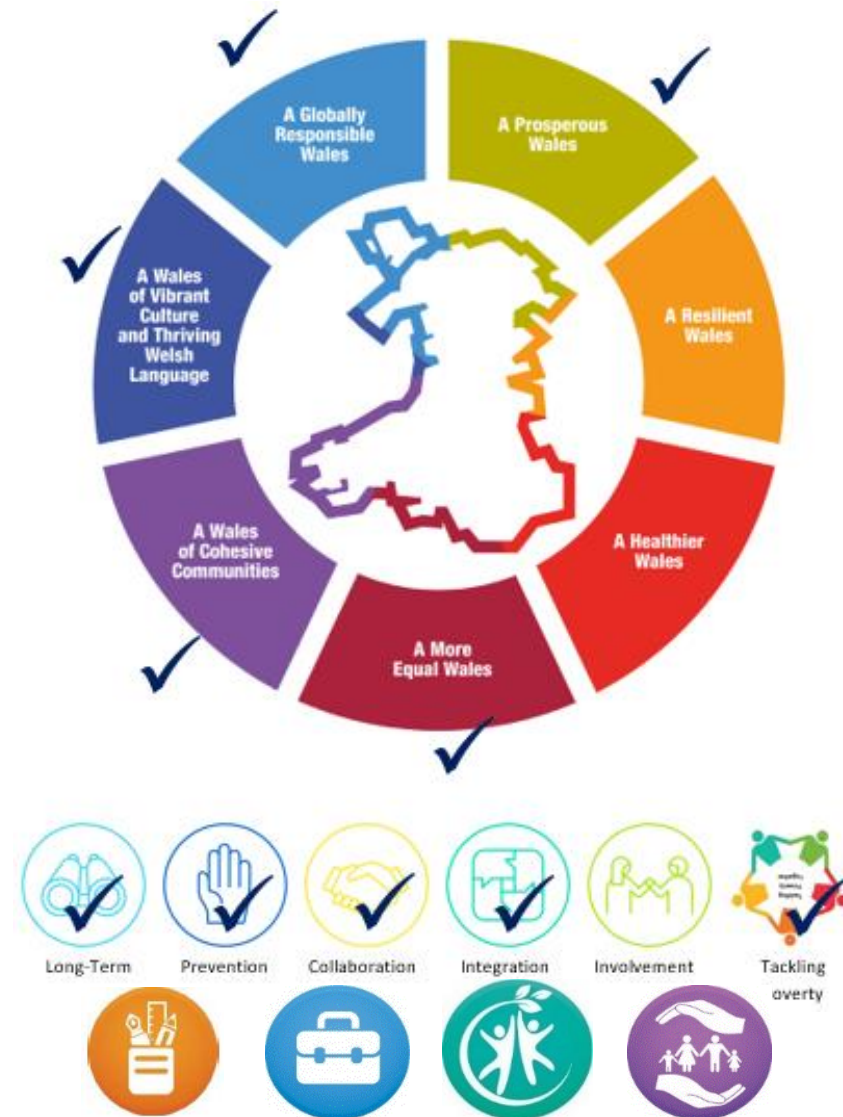 A Globally
Responsible
Wales
A Prosperous
Wales
A Resilient
Wales
A Healthier
Wales
A More
Equal Wales
A Wales
of Cohesive
Communities
A Wales
of Vibrant
Culture
and Thriving
Welsh
Language
Long-Term
Prevention
Collaboration
Integration
Involvement
Tackling
overty